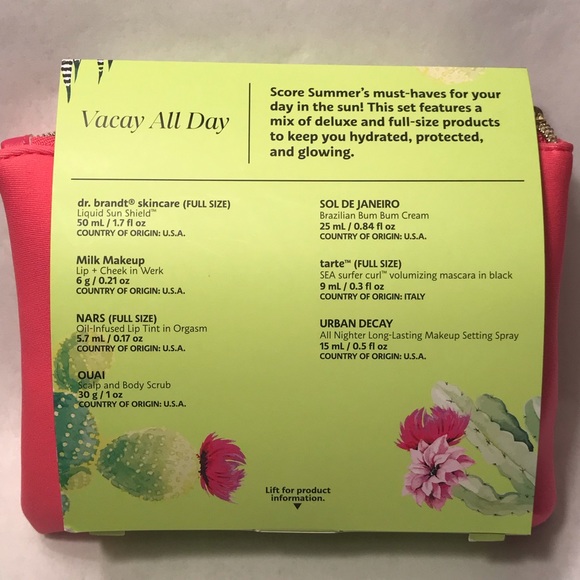 Vacay All Day
Score Summer's must-haves for your
day in the sun! This set features a
mix of deluxe and full-size products
to keep you hydrated, protected,
and glowing.
dr. brandt® skincare (FULL SIZE)
Liquid Sun Shield™
50 mL / 1.7 fl oz
COUNTRY OF ORIGIN: U.S.A.
Milk Makeup
Lip + Cheek in Werk
6 g / 0.21 oz
COUNTRY OF ORIGIN: U.S.A.
NARS (FULL SIZE)
Oil-Infused Lip Tint in Orgasm
5.7 mL / 0.17 oz
COUNTRY OF ORIGIN: U.S.A.
OUAI
Scalp and Body Scrub
30 g / 1 oz
COUNTRY OF ORIGIN: U.S.A.
SOL DE JANEIRO
Brazilian Bum Bum Cream
25 mL / 0.84 fl oz
COUNTRY OF ORIGIN: U.S.A.
tarte™ (FULL SIZE)
SEA surfer curl™ volumizing mascara in black
9 mL / 0.3 fl oz
COUNTRY OF ORIGIN: ITALY
URBAN DECAY
All Nighter Long-Lasting Makeup Setting Spray
15 mL / 0.5 fl oz
COUNTRY OF ORIGIN: U.S.A.
Lift for product
information.